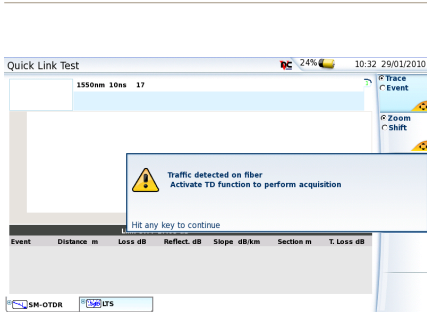 Quick Link Test DC 24% 10:32 29/01/2010
1550nm 10ns 17
Trace
Event
Zoom
Shift
Traffic detected on fiber
Activate TD function to perform acquisition
Hit any key to continue
Event Distance m Loss dB Reflect. dB Slope dB/km Section m T. Loss dB
SM-OTDR LTS